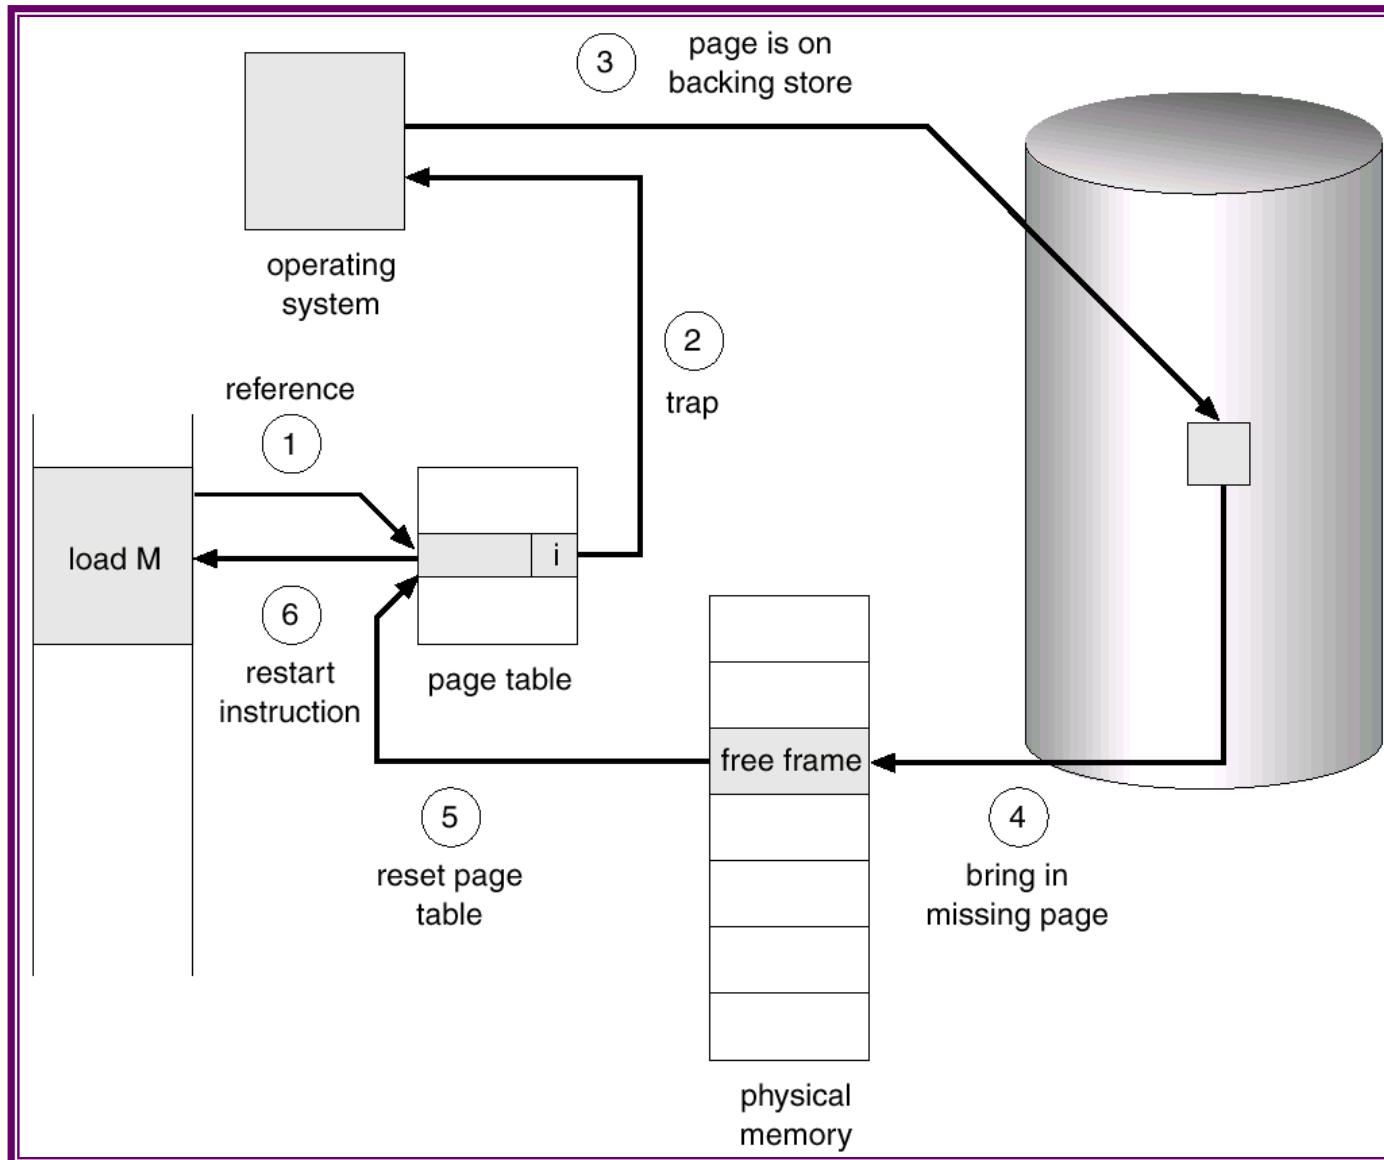 3
page is on
backing store
operating
system
2
trap
reference
1
load M
i
6
restart
instruction
page table
free frame
5
reset page
table
4
bring in
missing page
physical
memory